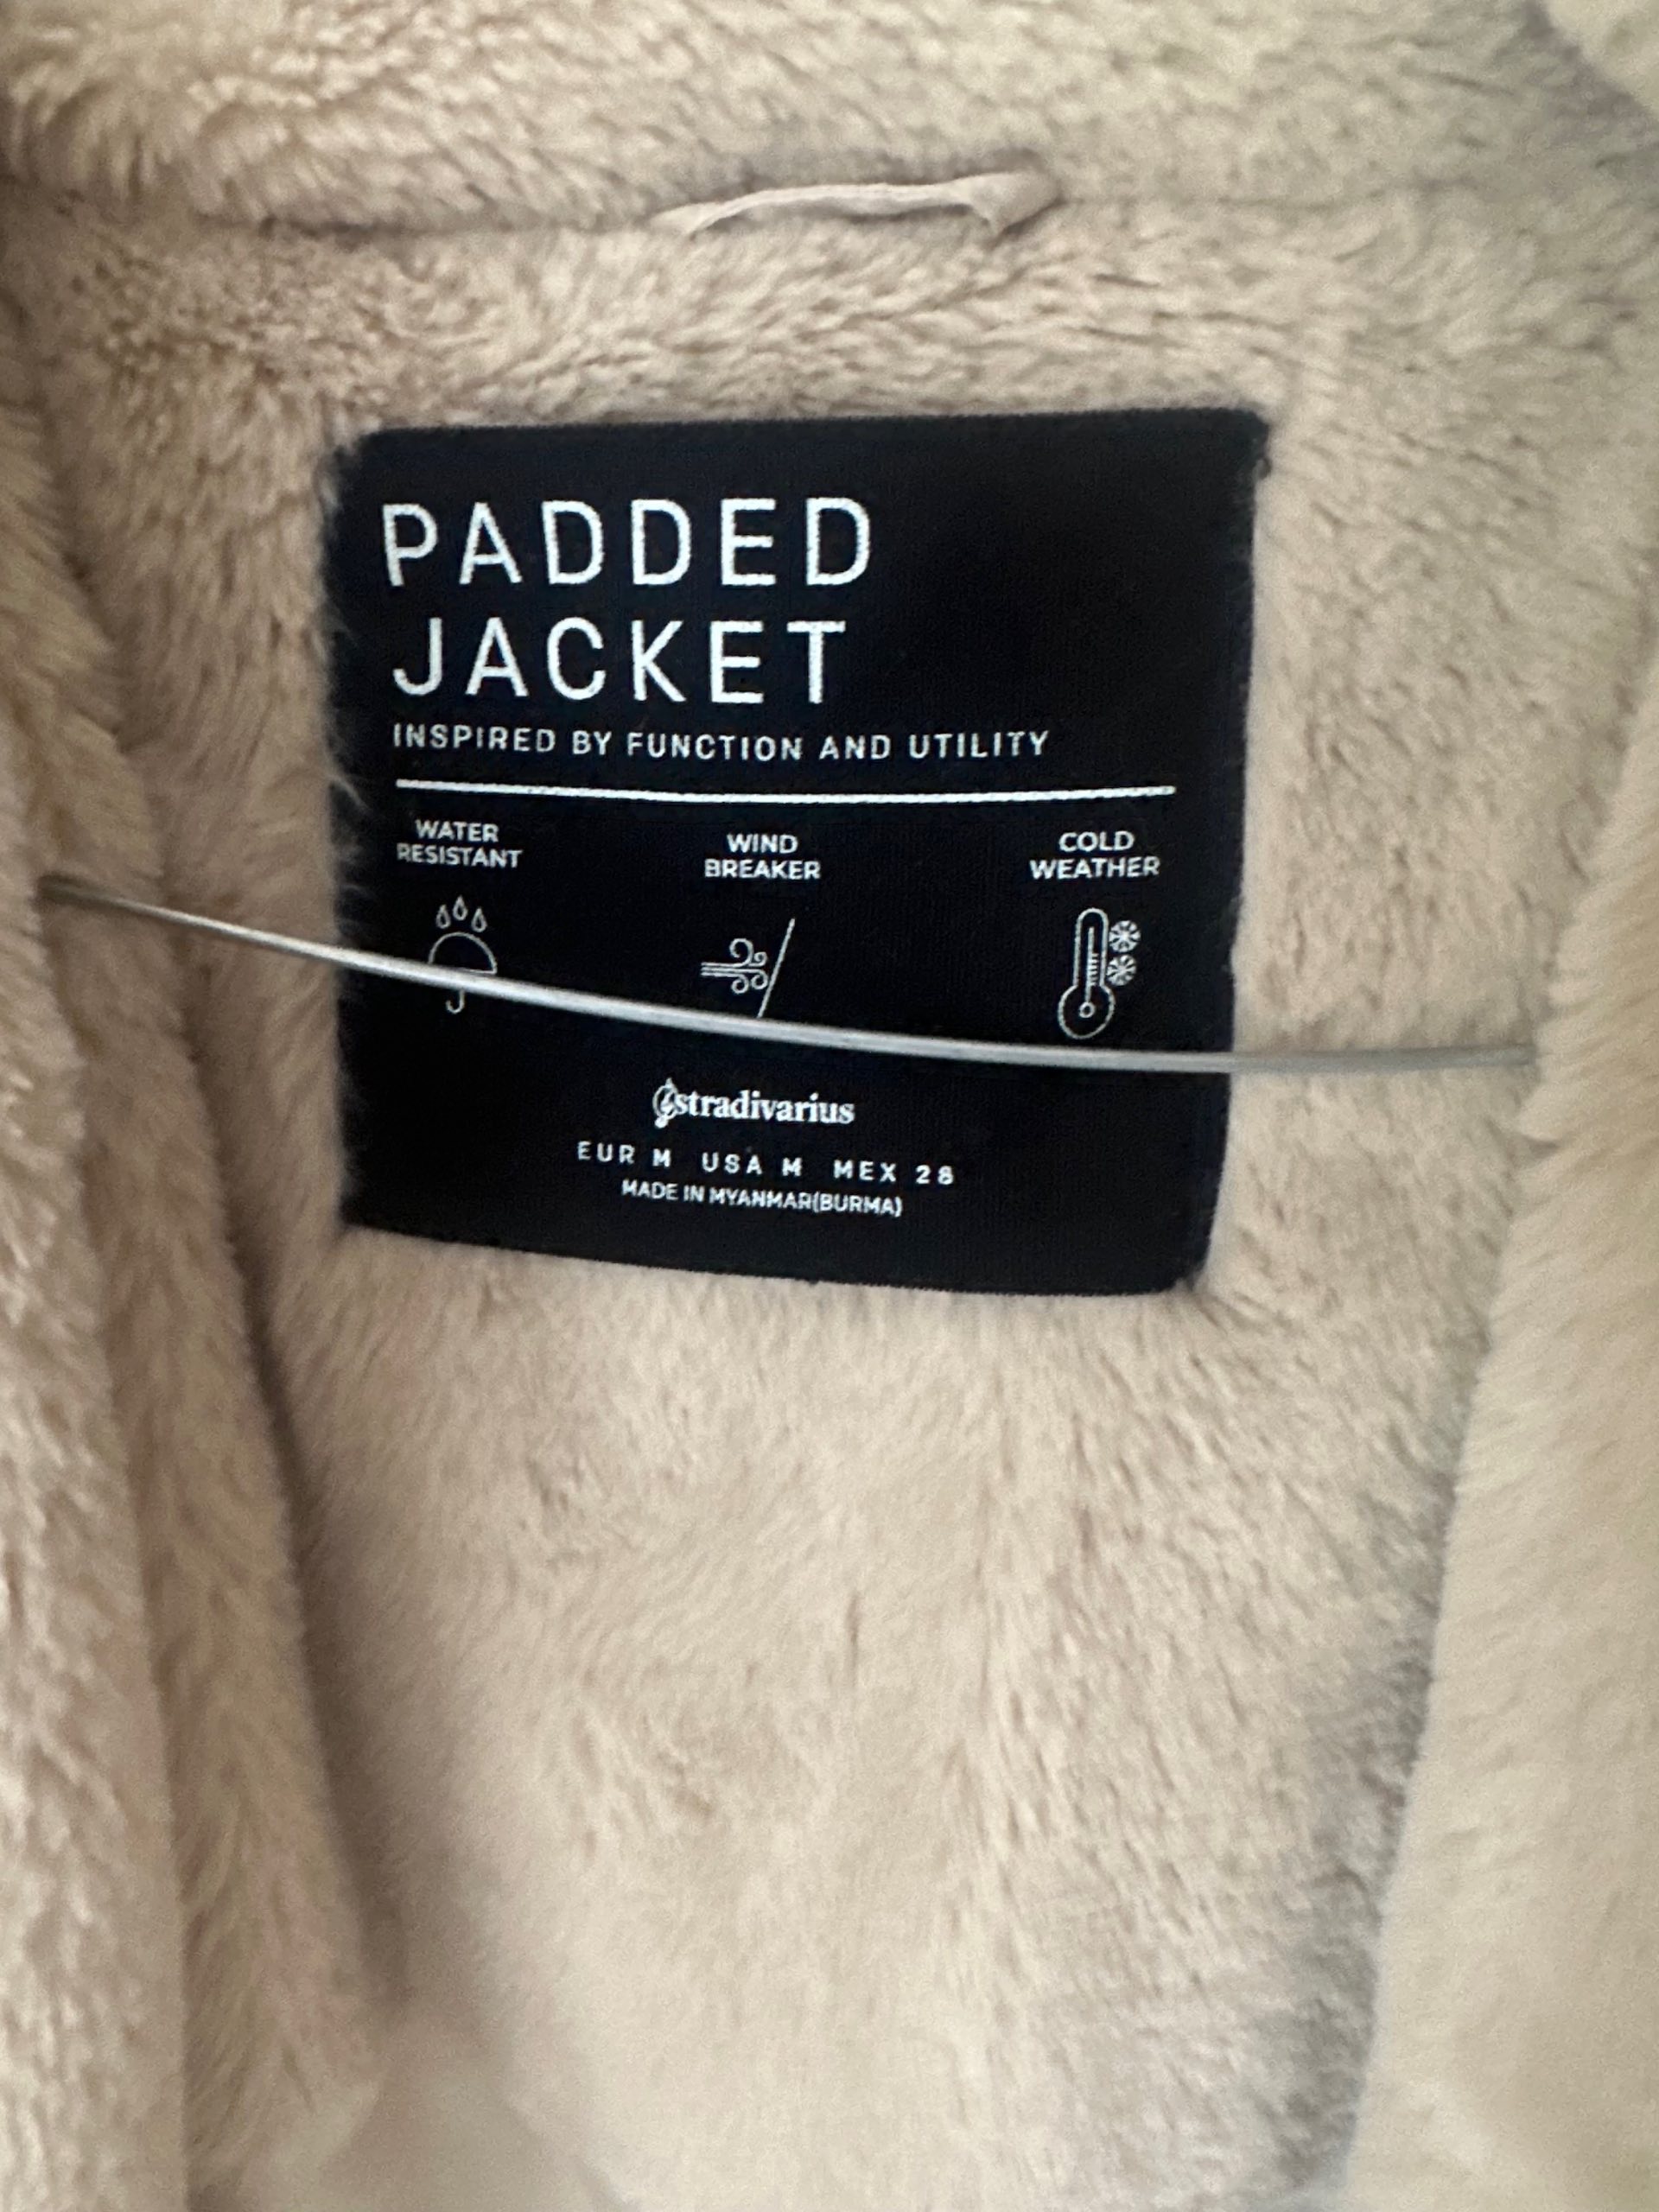 PADDED
JACKET
INSPIRED BY FUNCTION AND UTILITY
WATER
RESISTANT
WIND
BREAKER
COLD
WEATHER
stradivarius
EUR M USA M MEX 28
MADE IN MYANMAR(BURMA)